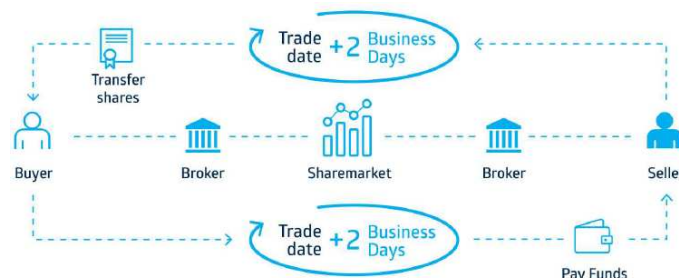 Trade date +2 Business Days
Transfer shares
Buyer
Broker
Sharemarket
Broker
Selle
Trade date +2 Business Days
Pay Funds